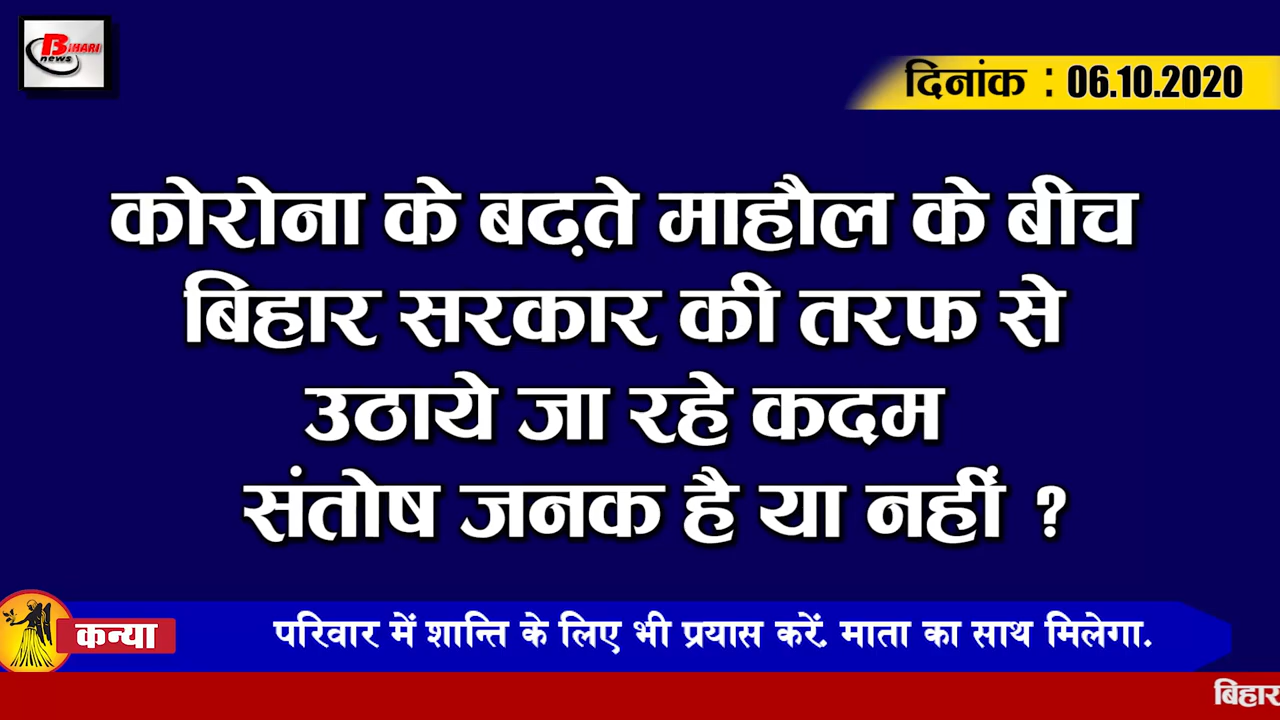 BIHARI
news
दिनांक : 06.10.2020
कोरोना के बढ़ते माहौल के बीच
बिहार सरकार की तरफ से
उठाये जा रहे कदम
संतोष जनक है या नहीं ?
कन्या
परिवार में शान्ति के लिए भी प्रयास करें. माता का साथ मिलेगा.
बिहार